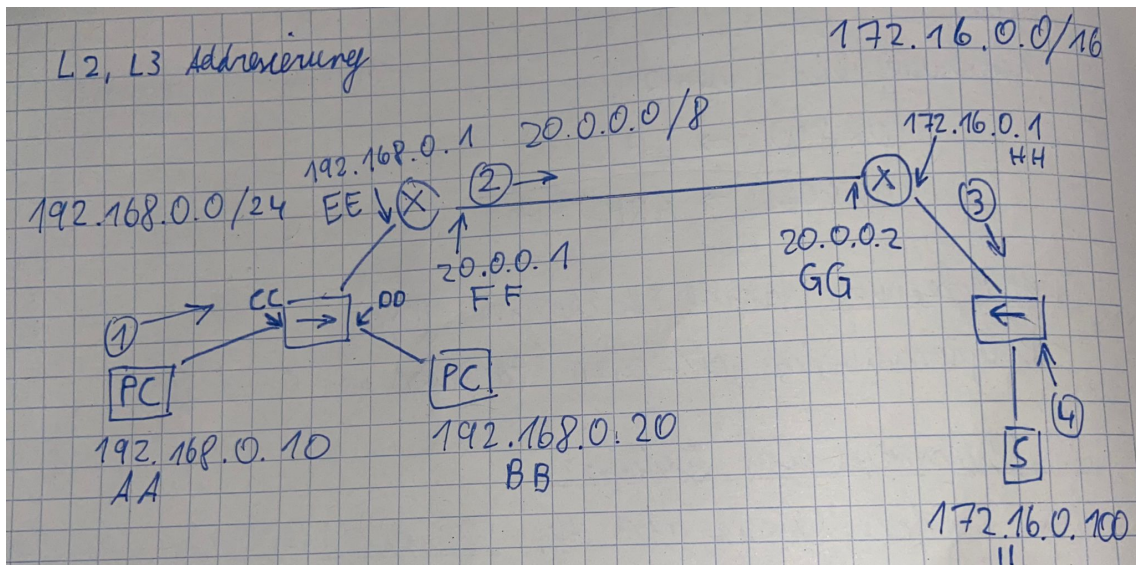 172.16.0.0/16
L2, L3 Addresierung
20.0.0.0/8
172.16.0.1
HH
192.168.0.1
2
X
X
192.168.0.0/24
EE
3
20.0.0.1
FF
20.0.0.2
GG
CC
DD
1
PC
PC
4
S
192.168.0.10
AA
192.168.0.20
BB
172.16.0.100